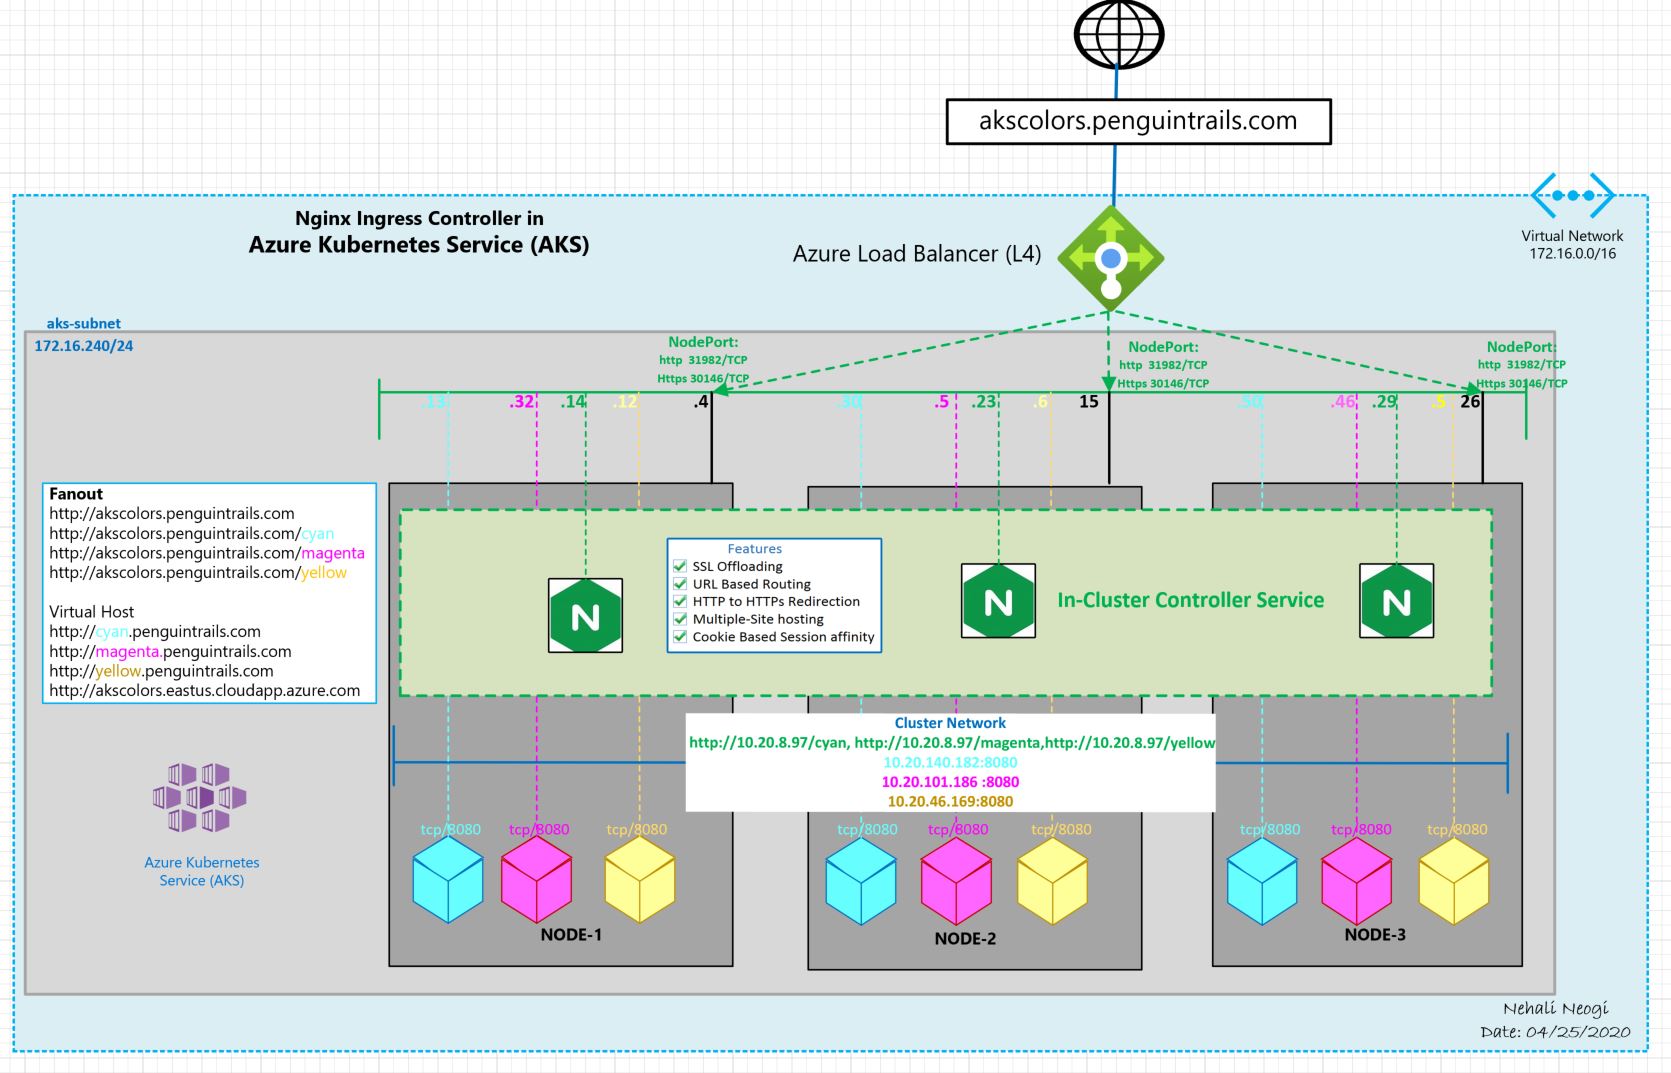 akscolors.penguintrails.com
Nginx Ingress Controller in
Azure Kubernetes Service (AKS)
Azure Load Balancer (L4)
Virtual Network
172.16.0.0/16
aks-subnet
172.16.240/24
NodePort:
http 31982/TCP
Https 30146/TCP
NodePort:
http 31982/TCP
Https 30146/TCP
NodePort:
http 31982/TCP
Https 30146/TCP
.13 .32 .14 .12 .4 .30 .5 .23 .6 15 .50 .46 .29 .5 26
Fanout
http://akscolors.penguintrails.com
http://akscolors.penguintrails.com/cyan
http://akscolors.penguintrails.com/magenta
http://akscolors.penguintrails.com/yellow
Virtual Host
http://cyan.penguintrails.com
http://magenta.penguintrails.com
http://yellow.penguintrails.com
http://akscolors.eastus.cloudapp.azure.com
Features
SSL Offloading
URL Based Routing
HTTP to HTTPs Redirection
Multiple-Site hosting
Cookie Based Session affinity
N
N
N
In-Cluster Controller Service
Cluster Network
http://10.20.8.97/cyan, http://10.20.8.97/magenta,http://10.20.8.97/yellow
10.20.140.182:8080
10.20.101.186 :8080
10.20.46.169:8080
Azure Kubernetes
Service (AKS)
tcp/8080 tcp/8080 tcp/8080 tcp/8080 tcp/8080 tcp/8080 tcp/8080 tcp/8080 tcp/8080
NODE-1
NODE-2
NODE-3
Nehali Neogi
Date: 04/25/2020